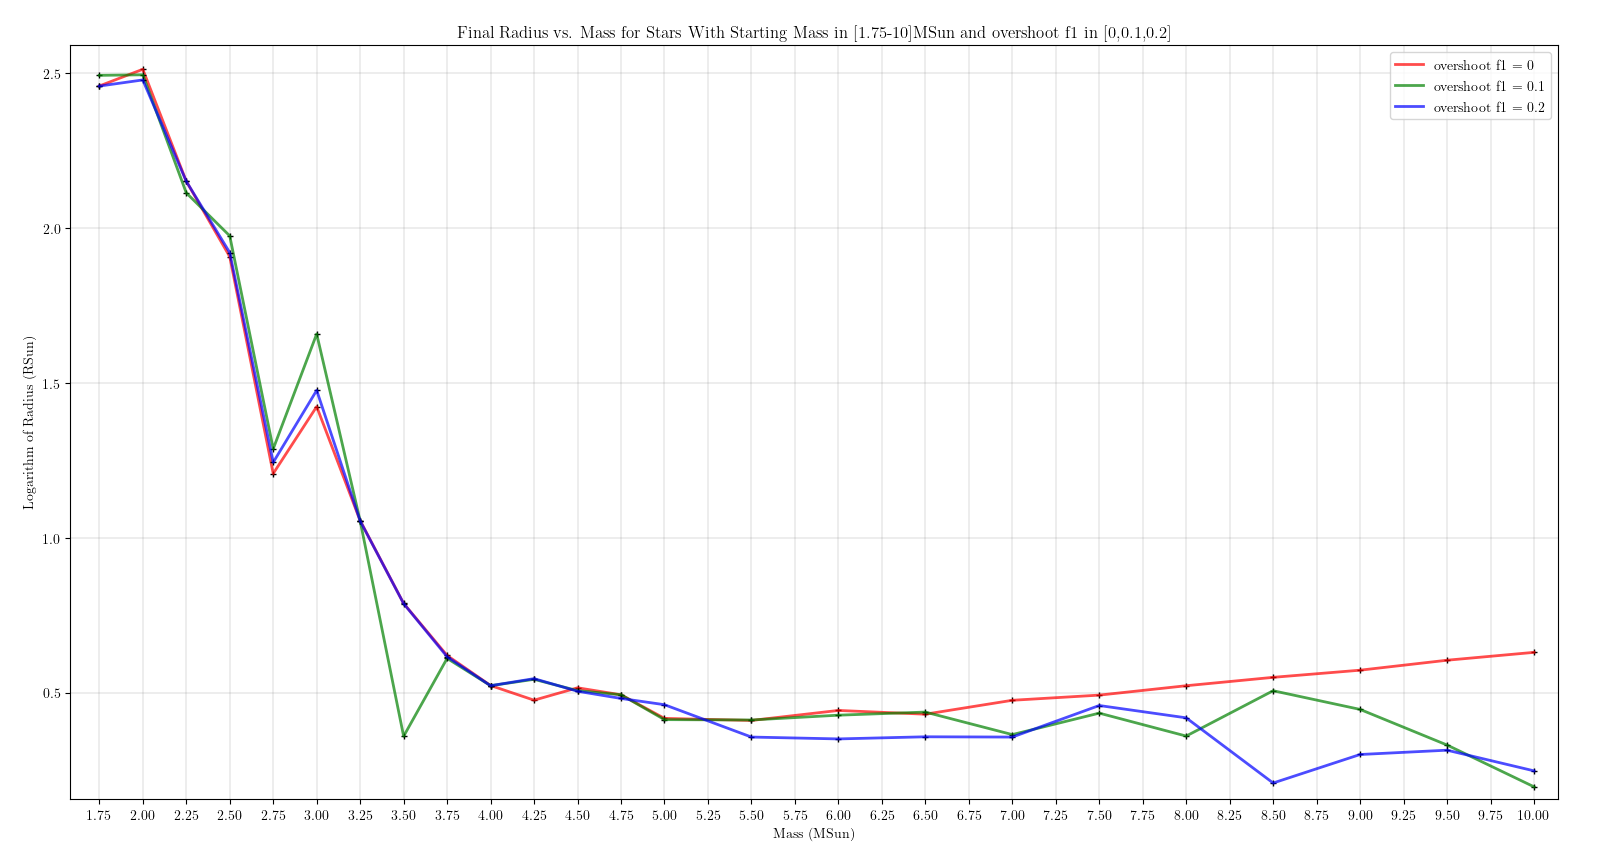 Final Radius vs. Mass for Stars With Starting Mass in [1.75-10]MSun and overshoot f1 in [0,0.1,0.2]
overshoot f1 = 0
overshoot f1 = 0.1
overshoot f1 = 0.2
Logarithm of Radius (RSun)
2.5
2.0
1.5
1.0
0.5
1.75 2.00 2.25 2.50 2.75 3.00 3.25 3.50 3.75 4.00 4.25 4.50 4.75 5.00 5.25 5.50 5.75 6.00 6.25 6.50 6.75 7.00 7.25 7.50 7.75 8.00 8.25 8.50 8.75 9.00 9.25 9.50 9.75 10.00
Mass (MSun)